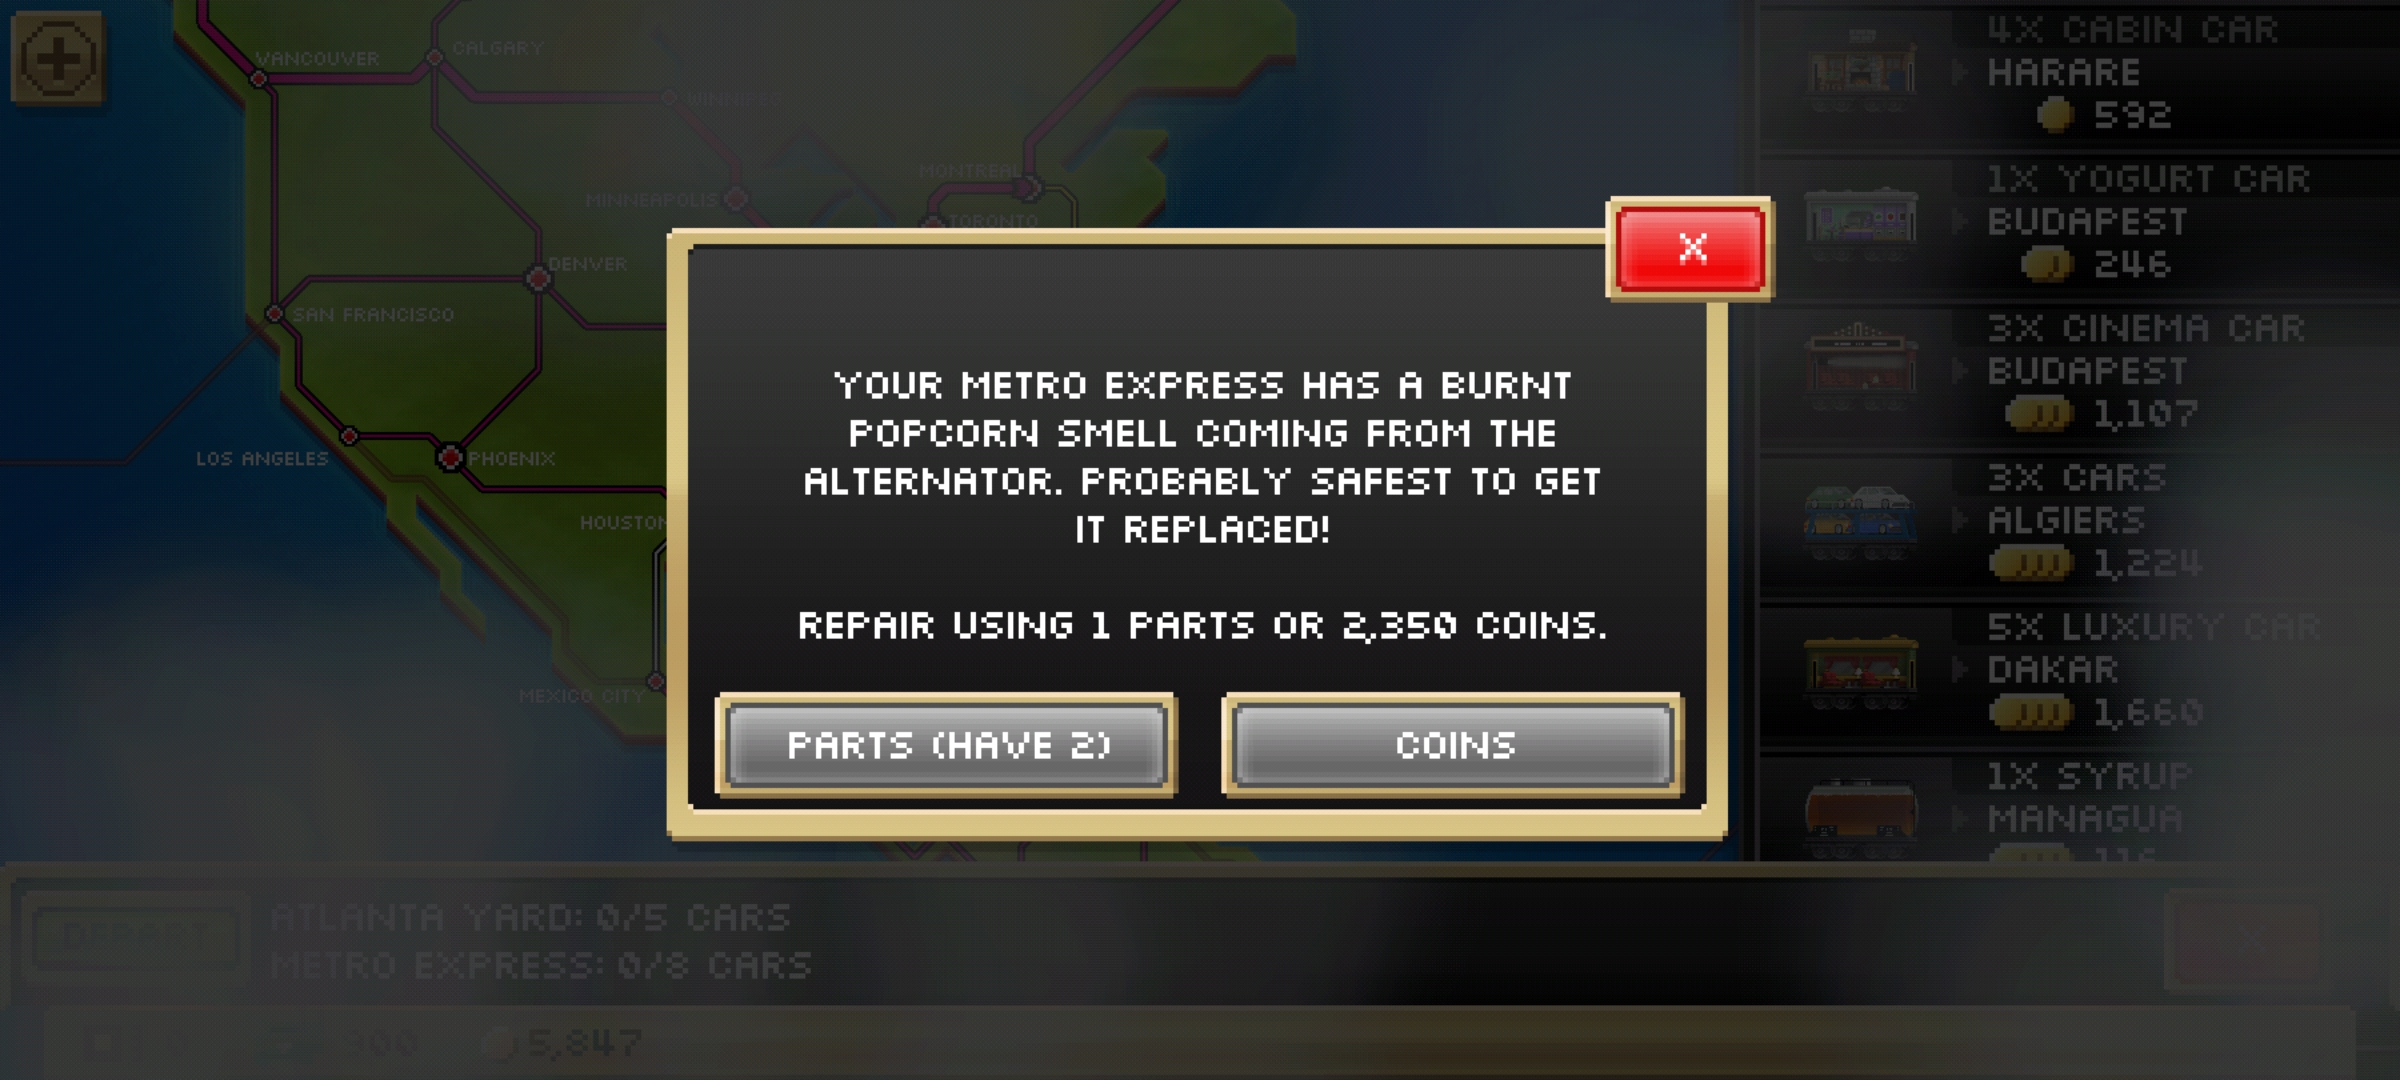 VANCOUVER
CALGARY
WINNIPEG
MINNEAPOLIS
MONTREAL
TORONTO
DENVER
SAN FRANCISCO
LOS ANGELES
PHOENIX
HOUSTON
MEXICO CITY
X
YOUR METRO EXPRESS HAS A BURNT
POPCORN SMELL COMING FROM THE
ALTERNATOR. PROBABLY SAFEST TO GET
IT REPLACED!
REPAIR USING 1 PARTS OR 2,350 COINS.
PARTS (HAVE 2)
COINS
4X CABIN CAR
HARARE
592
1X YOGURT CAR
BUDAPEST
246
3X CINEMA CAR
BUDAPEST
1,107
3X CARS
ALGIERS
1,224
5X LUXURY CAR
DAKAR
1,660
1X SYRUP
MANAGUA
DEPART
ATLANTA YARD: 0/5 CARS
METRO EXPRESS: 0/8 CARS
5,847